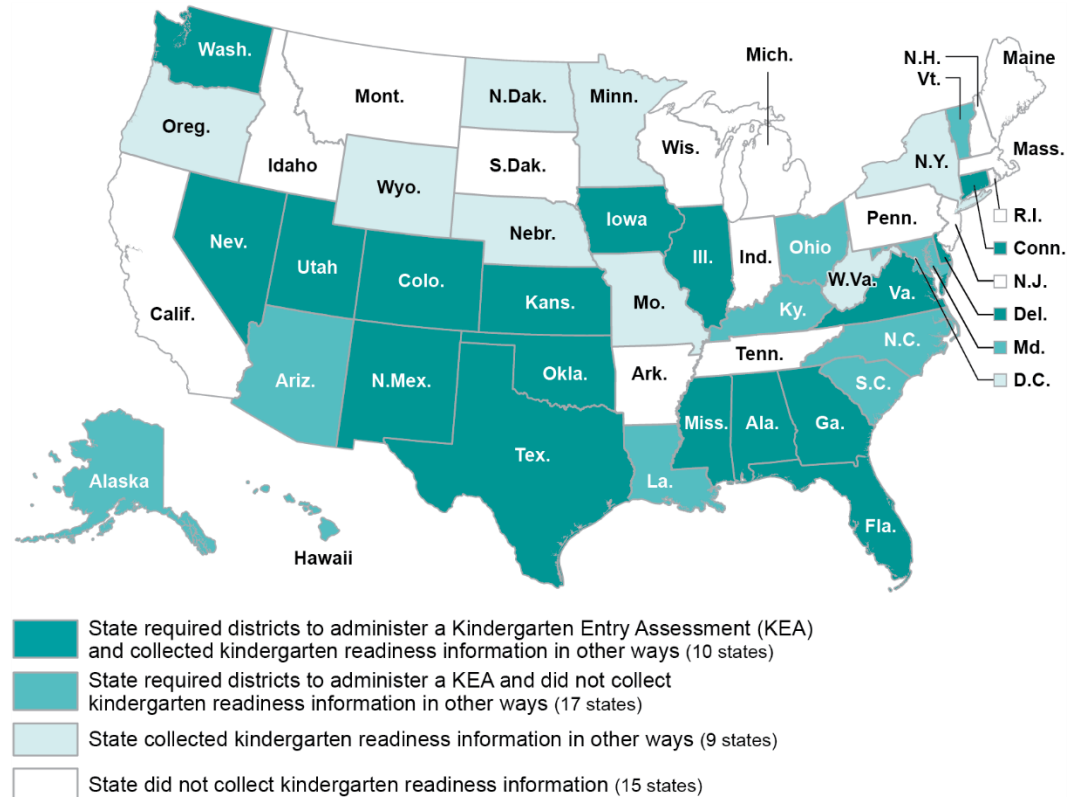 Mich.
N.H.
Maine
Vt.
Wash.
Mont.
N.Dak.
Minn.
Oreg.
Idaho
S.Dak.
Wis.
N.Y.
Mass.
Wyo.
Iowa
Penn.
R.I.
Nebr.
Nev.
Utah
Colo.
Ill.
Ind.
Ohio
Conn.
W.Va.
N.J.
Calif.
Kans.
Mo.
Ky.
Va.
Del.
N.C.
Md.
Ariz.
N.Mex.
Okla.
Ark.
Tenn.
S.C.
D.C.
Tex.
Miss.
Ala.
Ga.
Alaska
La.
Fla.
Hawaii
State required districts to administer a Kindergarten Entry Assessment (KEA)
and collected kindergarten readiness information in other ways (10 states)
State required districts to administer a KEA and did not collect
kindergarten readiness information in other ways (17 states)
State collected kindergarten readiness information in other ways (9 states)
State did not collect kindergarten readiness information (15 states)